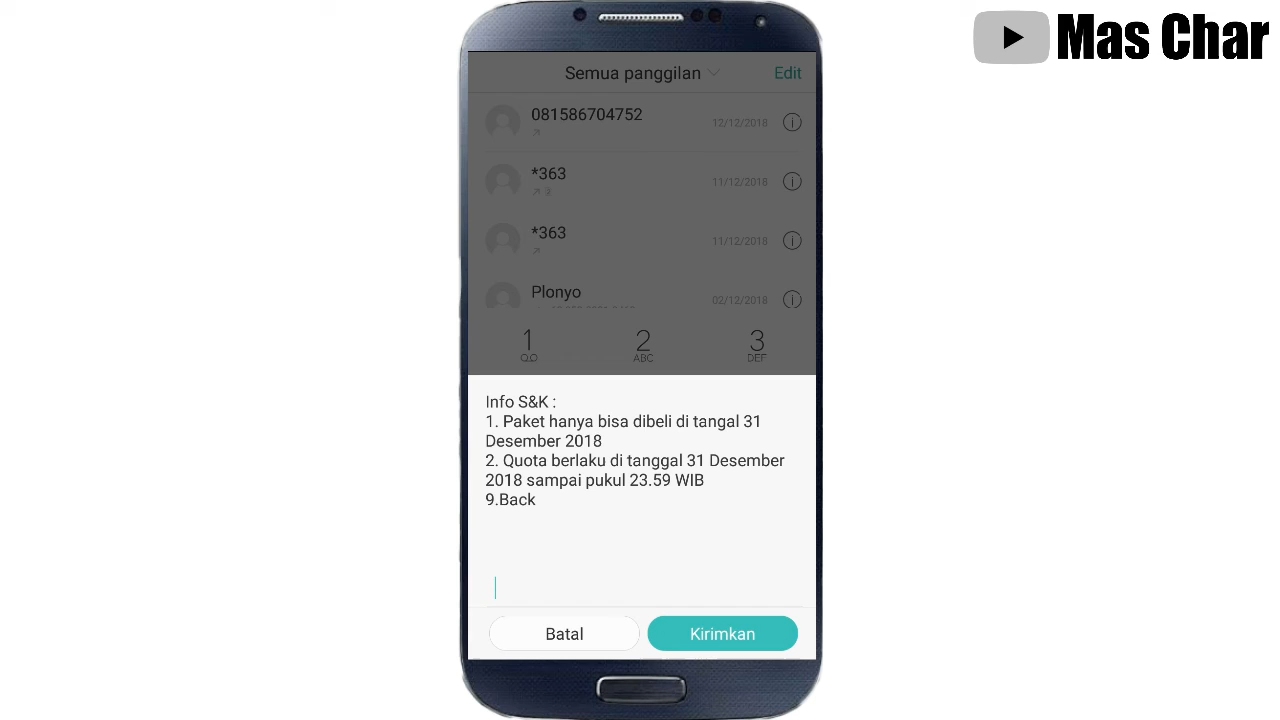 Mas Char
Semua panggilan
Edit
081586704752
12/12/2018
*363
11/12/2018
*363
11/12/2018
Plonyo
02/12/2018
1
2
ABC
3
DEF
Info S&K :
1. Paket hanya bisa dibeli di tangal 31
Desember 2018
2. Quota berlaku di tanggal 31 Desember
2018 sampai pukul 23.59 WIB
9.Back
Batal
Kirimkan